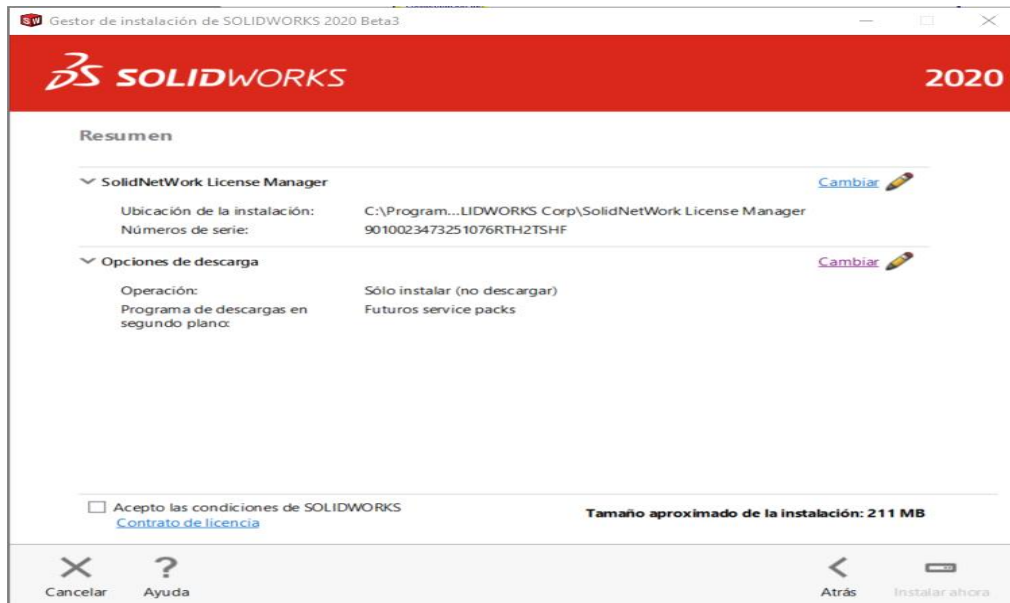 Gestor de instalación de SOLIDWORKS 2020 Beta3
SOLIDWORKS
2020
Resumen
SolidNetWork License Manager
Cambiar
Ubicación de la instalación:
C:\Program...LIDWORKS Corp\SolidNetWork License Manager
Números de serie:
9010023473251076RTH2TSHF
Opciones de descarga
Cambiar
Operación:
Sólo instalar (no descargar)
Programa de descargas en
segundo plano:
Futuros service packs
Acepto las condiciones de SOLIDWORKS
Contrato de licencia
Tamaño aproximado de la instalación: 211 MB
Cancelar
Ayuda
Atrás
Instalar ahora